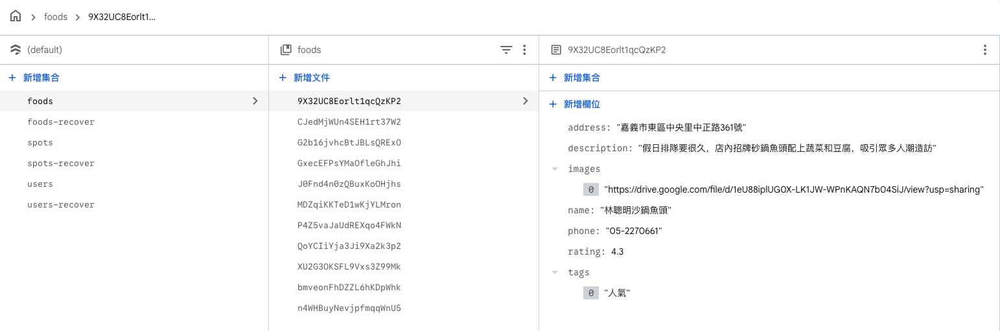 foods 9X32UC8Eorlt1...
(default)
新增集合
foods
foods-recover
spots
spots-recover
users
users-recover
foods
新增文件
9X32UC8Eorlt1qcQzKP2
CJedMjWUn4SEH1rt37W2
G2b16jvhcBtJBLsQRExO
GxecEFPsYMaOfleGhJhi
J0Fnd4n0zQBuxKoOHjhs
MDZqiKKTeD1wKjYLMron
P4Z5vaJaUdREXqo4FWkN
QoYCIiYja3Ji9Xa2k3p2
XU2G3OKSFL9Vxs3Z99Mk
bmveonFhDZZL6hKDpWhk
n4WHBuyNevjpfmqqWnU5
9X32UC8Eorlt1qcQzKP2
新增集合
新增欄位
address: "嘉義市東區中央里中正路361號"
description: "假日排隊要很久，店內招牌砂鍋魚頭配上蔬菜和豆腐，吸引眾多人潮造訪"
images
0 "https://drive.google.com/file/d/1eU88iplUG0X-LK1JW-WPnKAQN7b04SiJ/view?usp=sharing"
name: "林聰明沙鍋魚頭"
phone: "05-2270661"
rating: 4.3
tags
0 "人氣"